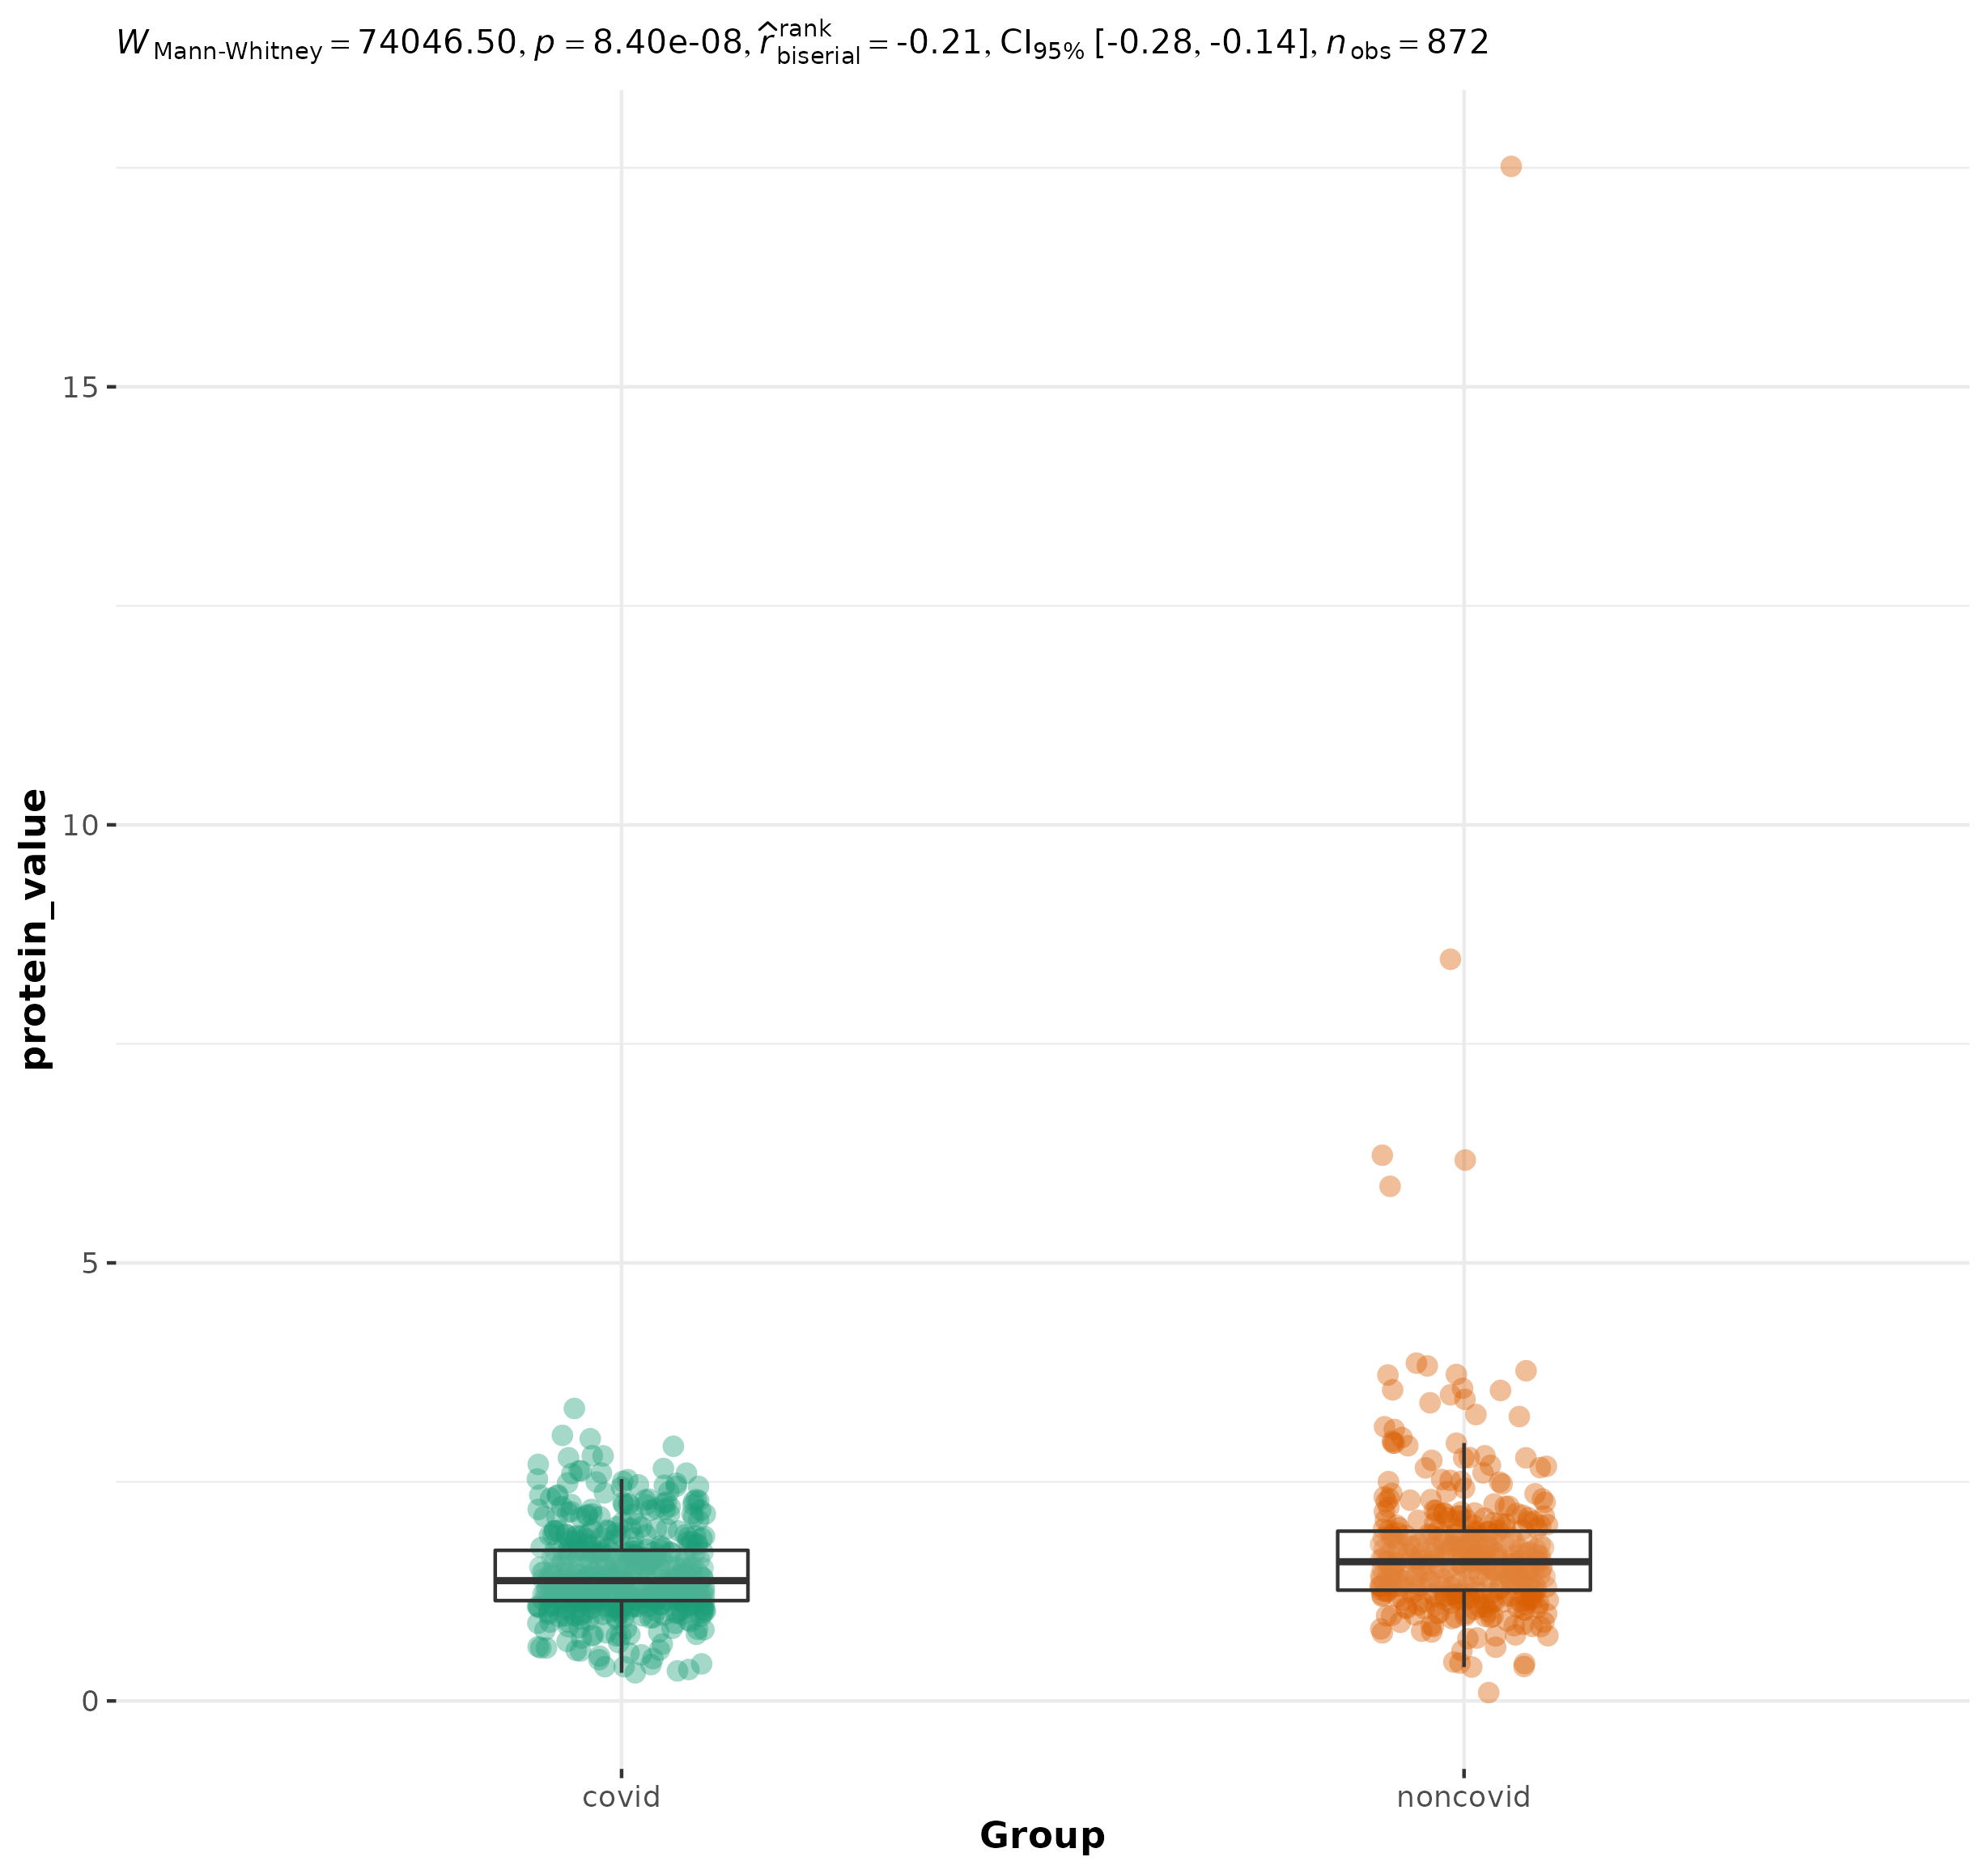 W Mann-Whitney = 74046.50, p = 8.40e-08, r̂ rank biserial = -0.21, CI95% [-0.28, -0.14], nobs = 872
15
10
5
0
protein_value
covid noncovid
Group